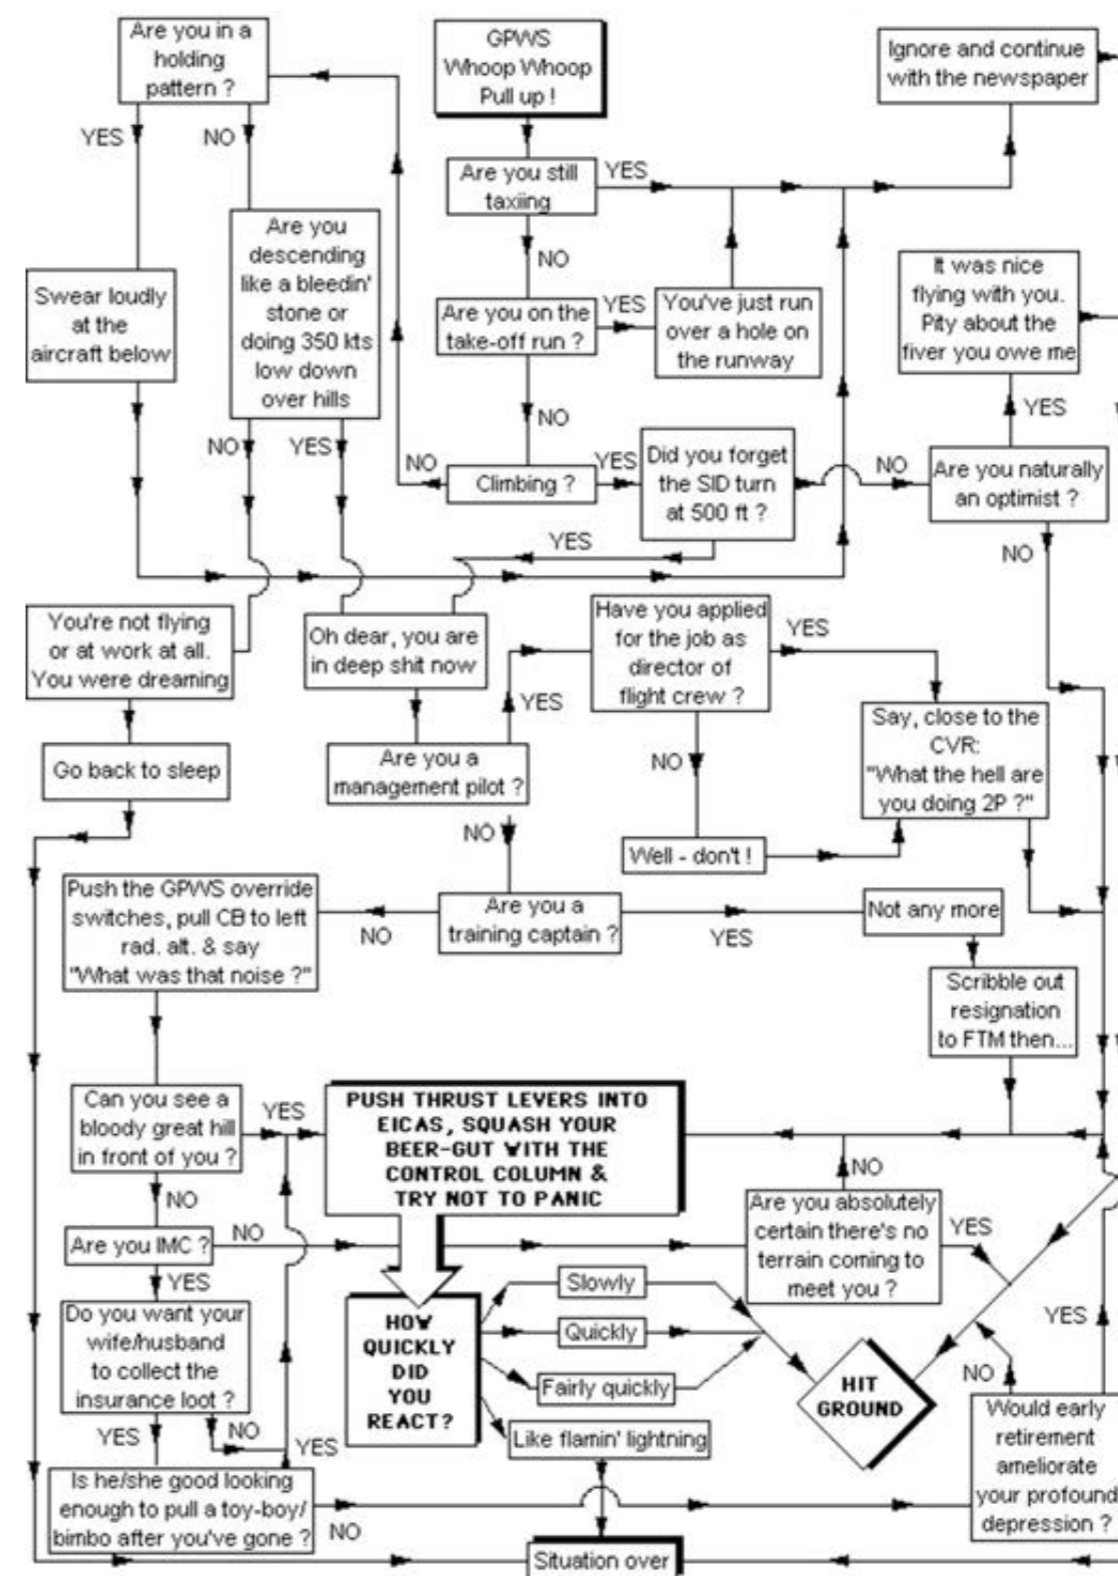 Are you in a
holding
pattern ?
GPWS
Whoop Whoop
Pull up !
Ignore and continue
with the newspaper
YES
NO
Are you still
taxiing
YES
NO
Are you
descending
like a bleedin'
stone or
doing 350 kts
low down
over hills
Swear loudly
at the
aircraft below
Are you on the
take-off run ?
YES
You've just run
over a hole on
the runway
It was nice
flying with you.
Pity about the
fiver you owe me
NO
YES
NO
YES
NO
Climbing ?
YES
Did you forget
the SID turn
at 500 ft ?
NO
Are you naturally
an optimist ?
YES
NO
You're not flying
or at work at all.
You were dreaming
Oh dear, you are
in deep shit now
Have you applied
for the job as
director of
flight crew ?
YES
YES
Say, close to the
CVR:
"What the hell are
you doing 2P ?"
Go back to sleep
Are you a
management pilot ?
NO
NO
Well - don't !
Push the GPWS override
switches, pull CB to left
rad. alt. & say
"What was that noise ?"
NO
Are you a
training captain ?
YES
Not any more
Scribble out
resignation
to FTM then...
Can you see a
bloody great hill
in front of you ?
YES
PUSH THRUST LEVERS INTO
EICAS, SQUASH YOUR
BEER-GUT WITH THE
CONTROL COLUMN &
TRY NOT TO PANIC
NO
NO
Are you absolutely
certain there's no
terrain coming to
meet you ?
YES
Are you IMC ?
NO
YES
Slowly
Do you want your
wife/husband
to collect the
insurance loot ?
HOW
QUICKLY
DID
YOU
REACT?
Quickly
YES
Fairly quickly
HIT
GROUND
NO
YES
NO
YES
Like flamin' lightning
Would early
retirement
ameliorate
your profound
depression ?
Is he/she good looking
enough to pull a toy-boy/
bimbo after you've gone ?
NO
Situation over